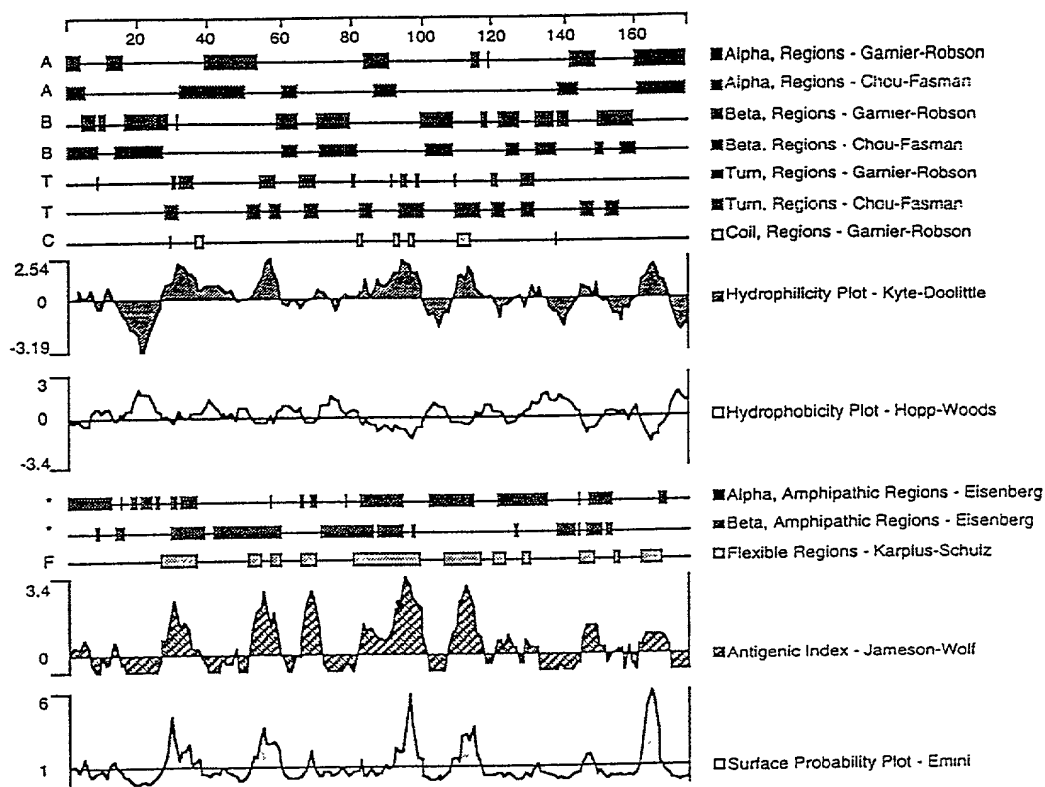 20 40 60 80 100 120 140 160
A Alpha, Regions - Garnier-Robson
A Alpha, Regions - Chou-Fasman
B Beta, Regions - Garnier-Robson
B Beta, Regions - Chou-Fasman
T Turn, Regions - Garnier-Robson
T Turn, Regions - Chou-Fasman
C Coil, Regions - Garnier-Robson
2.54
0 Hydrophilicity Plot - Kyte-Doolittle
-3.19
3
0 Hydrophobicity Plot - Hopp-Woods
-3.4
* Alpha, Amphipathic Regions - Eisenberg
* Beta, Amphipathic Regions - Eisenberg
F Flexible Regions - Karplus-Schulz
3.4
0 Antigenic Index - Jameson-Wolf
6
1 Surface Probability Plot - Emini